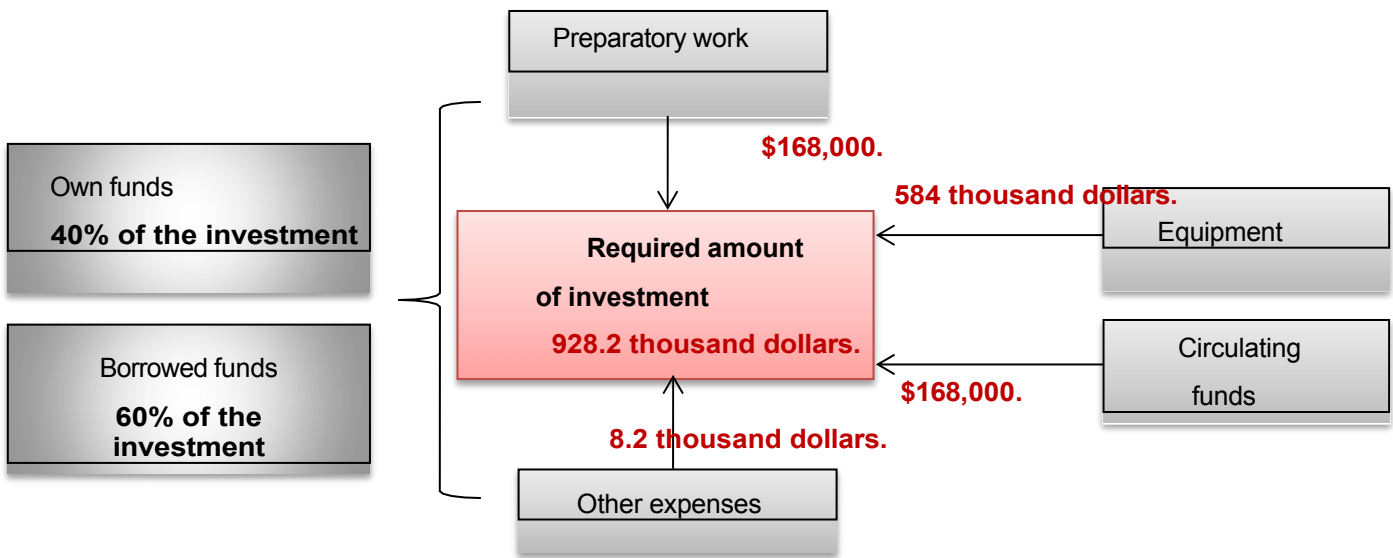 Preparatory work
$168,000.
Own funds
40% of the investment
584 thousand dollars.
Equipment
Required amount
of investment
928.2 thousand dollars.
Borrowed funds
60% of the
investment
Circulating
funds
$168,000.
8.2 thousand dollars.
Other expenses